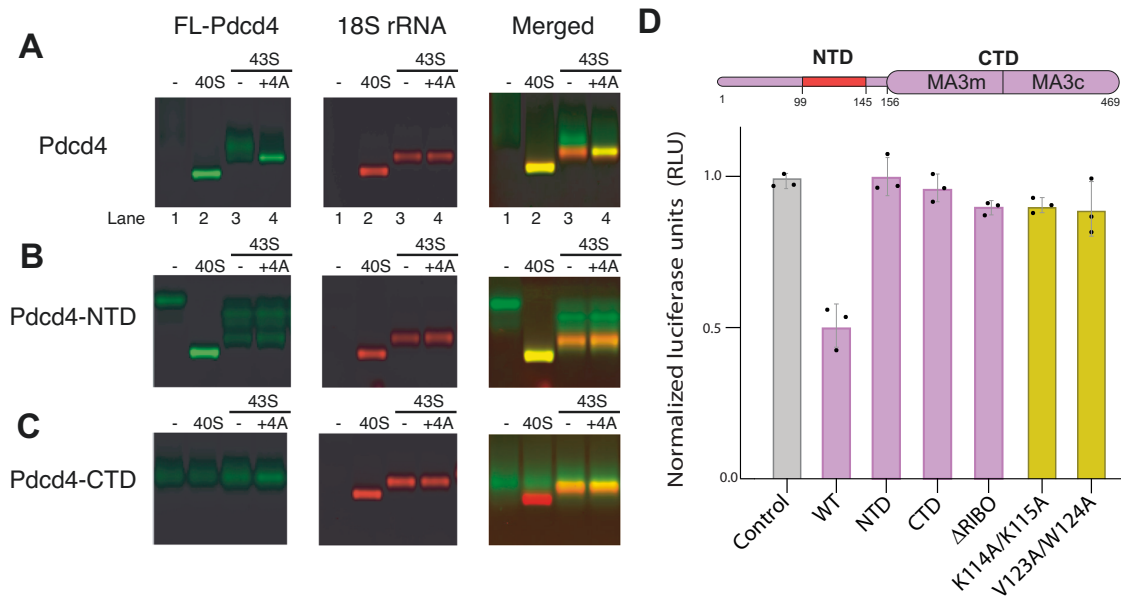 A
FL-Pdcd4
18S rRNA
Merged
43S
43S
43S
- 40S - +4A
- 40S - +4A
- 40S - +4A
Pdcd4
Lane 1 2 3 4
1 2 3 4
1 2 3 4
B
43S
43S
43S
- 40S - +4A
- 40S - +4A
- 40S - +4A
Pdcd4-NTD
C
43S
43S
43S
- 40S - +4A
- 40S - +4A
- 40S - +4A
Pdcd4-CTD
D
NTD
CTD
MA3m
MA3c
1 99 145 156 469
Normalized luciferase units (RLU)
1.0
0.5
0.0
Control
WT
NTD
CTD
ΔRIBO
K114A/K115A
V123A/W124A